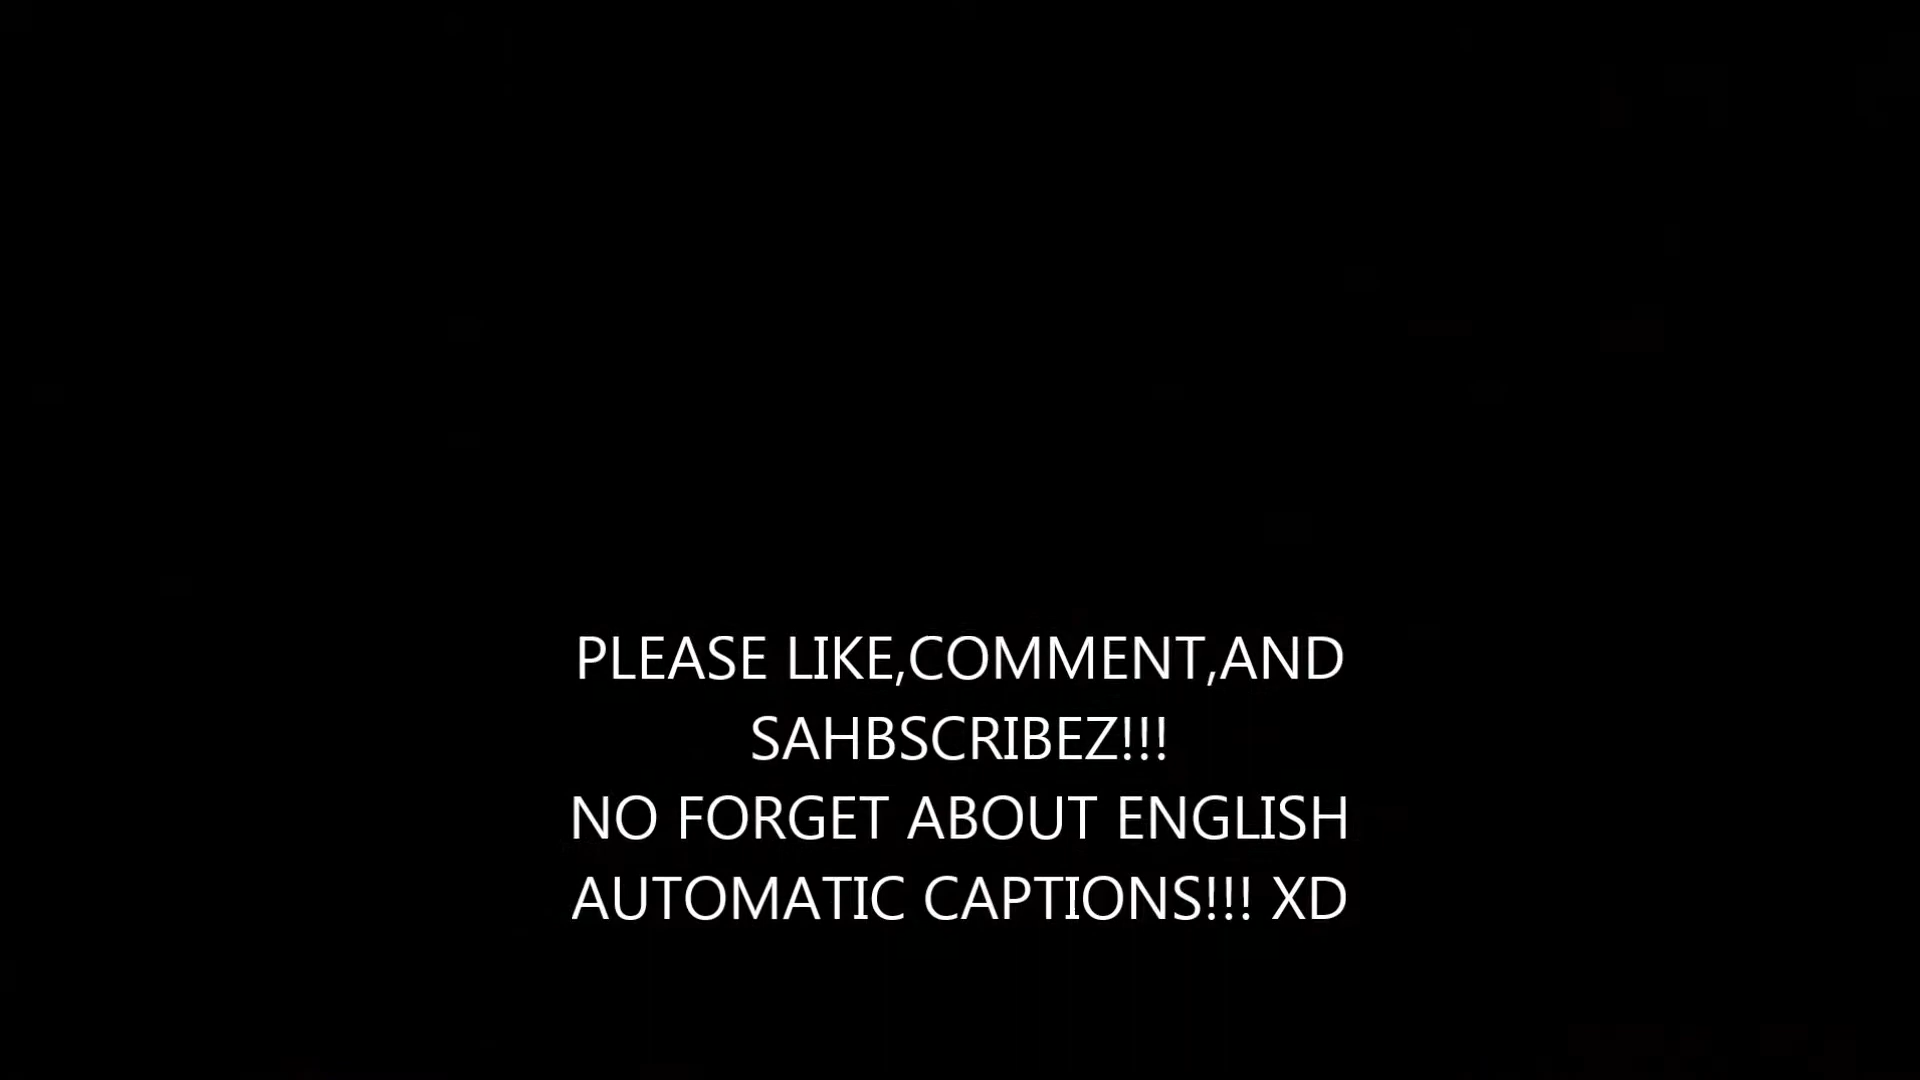 PLEASE LIKE,COMMENT,AND
SAHBSCRIBEZ!!!
NO FORGET ABOUT ENGLISH
AUTOMATIC CAPTIONS!!! XD